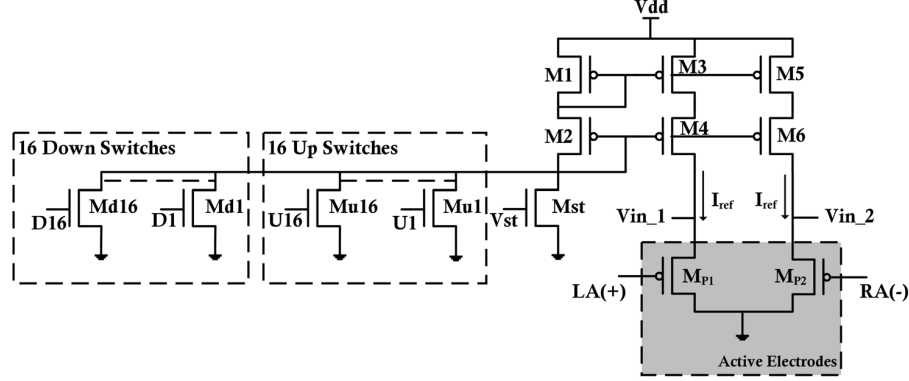 Vdd
M1
M3
M5
M2
M4
M6
16 Down Switches
16 Up Switches
Md16
Md1
Mu16
Mu1
Mst
D16
D1
U16
U1
Vst
Iref
Iref
Vin_1
Vin_2
MP1
MP2
LA(+)
RA(-)
Active Electrodes